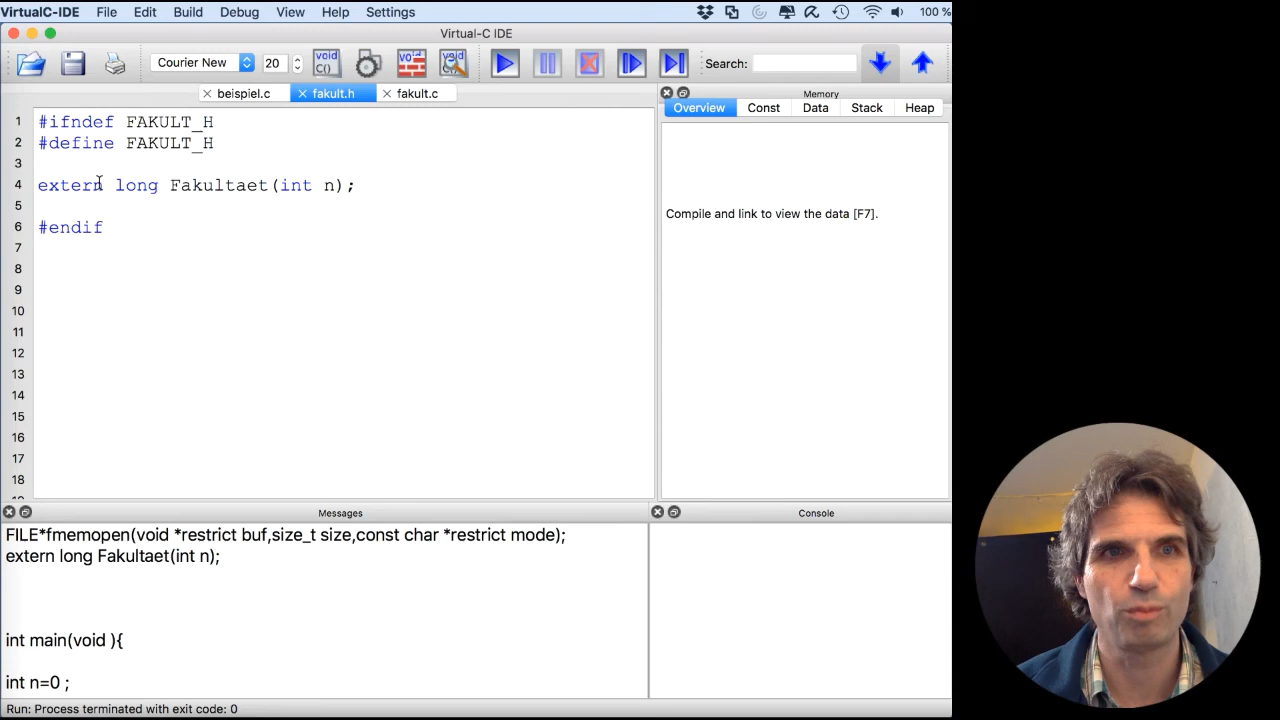 VirtualC-IDE File Edit Build Debug View Help Settings 100 %
Virtual-C IDE
Courier New 20 void C() Search:
beispiel.c fakult.h fakult.c
Memory
Overview Const Data Stack Heap
1 #ifndef FAKULT_H
2 #define FAKULT_H
3
4 extern long Fakultaet(int n);
5
6 #endif
7
8
9
10
11
12
13
14
15
16
17
18
Compile and link to view the data [F7].
Messages
FILE*fmemopen(void *restrict buf,size_t size,const char *restrict mode);
extern long Fakultaet(int n);
int main(void ){
int n=0 ;
Console
Run: Process terminated with exit code: 0